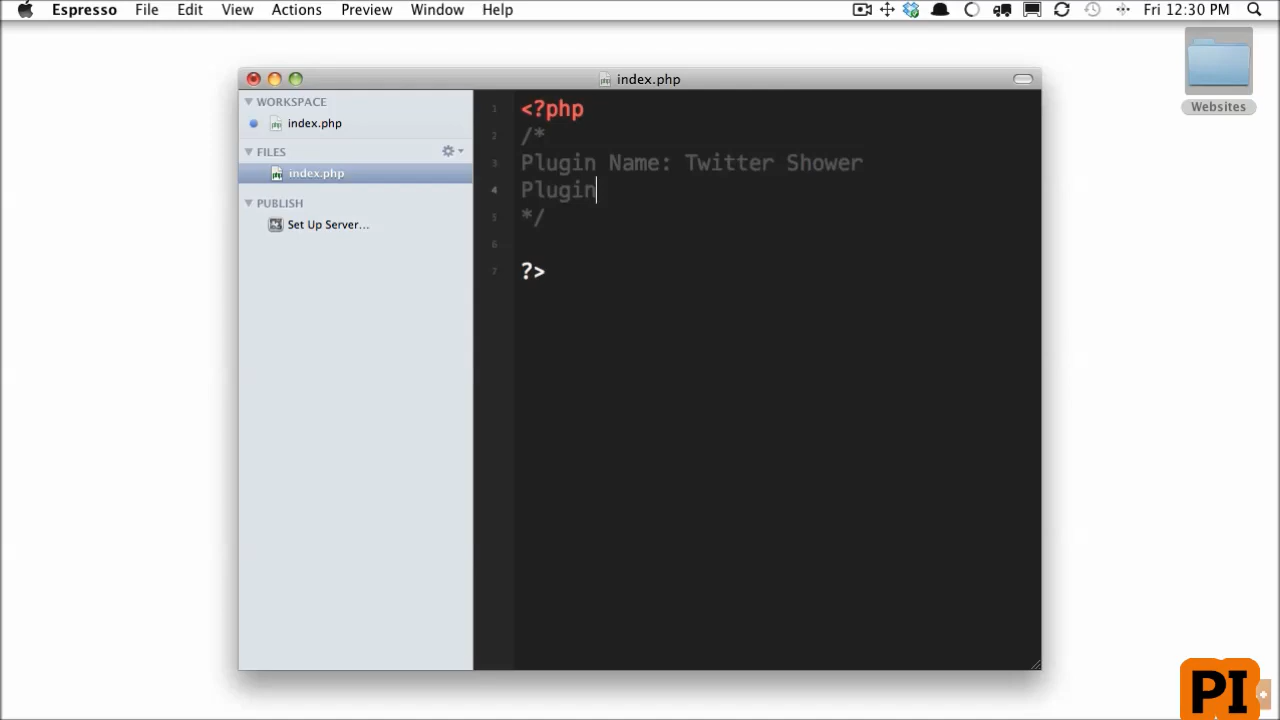 Espresso File Edit View Actions Preview Window Help Fri 12:30 PM
Websites
index.php
WORKSPACE
index.php
FILES
index.php
PUBLISH
Set Up Server...
1 <?php
2 /*
3 Plugin Name: Twitter Shower
4 Plugin
5 */
6
7 ?>
PI